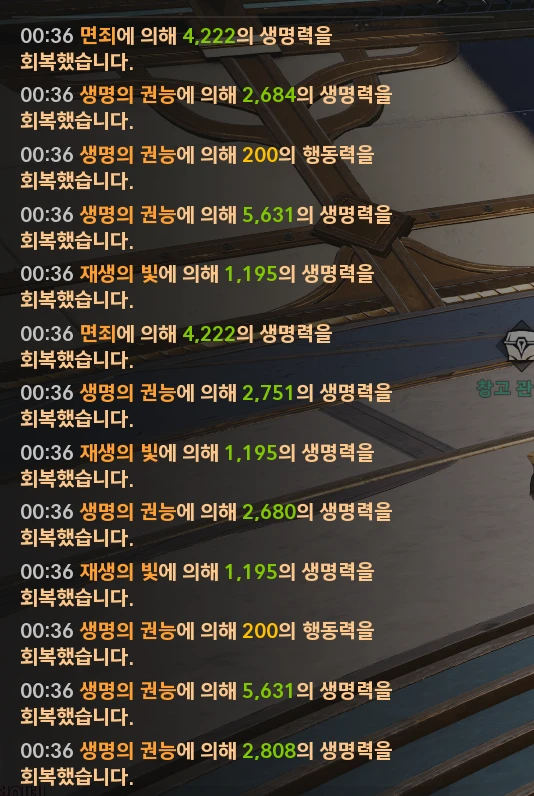 00:36 면죄에 의해 4,222의 생명력을
회복했습니다.
00:36 생명의 권능에 의해 2,684의 생명력을
회복했습니다.
00:36 생명의 권능에 의해 200의 행동력을
회복했습니다.
00:36 생명의 권능에 의해 5,631의 생명력을
회복했습니다.
00:36 재생의 빛에 의해 1,195의 생명력을
회복했습니다.
00:36 면죄에 의해 4,222의 생명력을
회복했습니다.
00:36 생명의 권능에 의해 2,751의 생명력을
회복했습니다.
00:36 재생의 빛에 의해 1,195의 생명력을
회복했습니다.
00:36 생명의 권능에 의해 2,680의 생명력을
회복했습니다.
00:36 재생의 빛에 의해 1,195의 생명력을
회복했습니다.
00:36 생명의 권능에 의해 200의 행동력을
회복했습니다.
00:36 생명의 권능에 의해 5,631의 생명력을
회복했습니다.
00:36 생명의 권능에 의해 2,808의 생명력을
회복했습니다.
창고 관